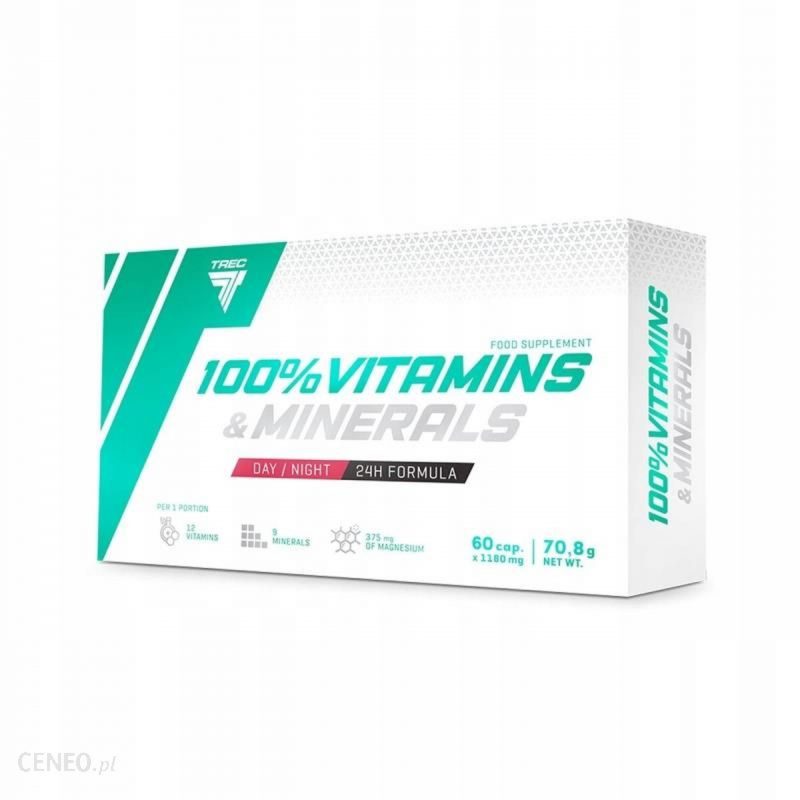 TREC
FOOD SUPPLEMENT
100% VITAMINS
& MINERALS
DAY / NIGHT
24H FORMULA
PER 1 PORTION
12
VITAMINS
9
MINERALS
375 mg
OF MAGNESIUM
60 cap.
x 1180 mg
70,8 g
NET WT.
100% VITAMINS
& MINERALS
CENEO.pl